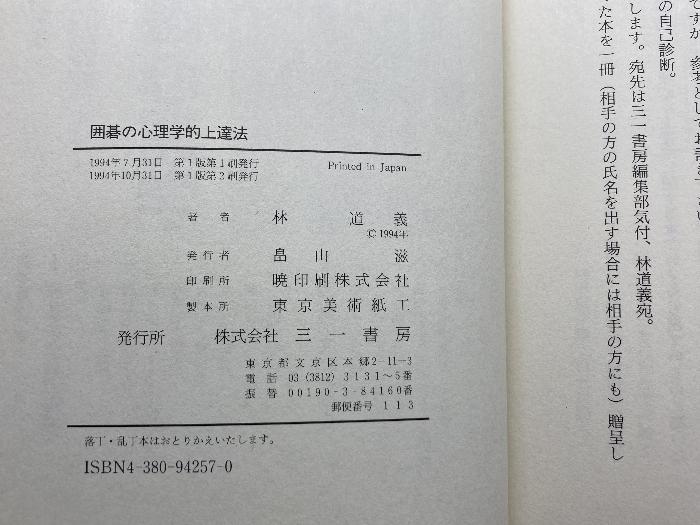 囲碁の心理学的上達法
1994年7月31日 第1版第1刷発行
1994年10月31日 第1版第3刷発行
Printed in Japan
著者 林道義
©1994年
発行者 畠山滋
印刷所 暁印刷株式会社
製本所 東京美術紙工
発行所 株式会社 三一書房
東京都文京区本郷2-11-3
電話 03(3812)3131〜5番
振替 00190-3-84160番
郵便番号 113
落丁・乱丁本はおとりかえいたします。
ISBN4-380-94257-0
の自己診断。
します。宛先は三一書房編集部気付、林道義宛。
た本を一冊（相手の方の氏名を出す場合には相手の方にも）贈呈し